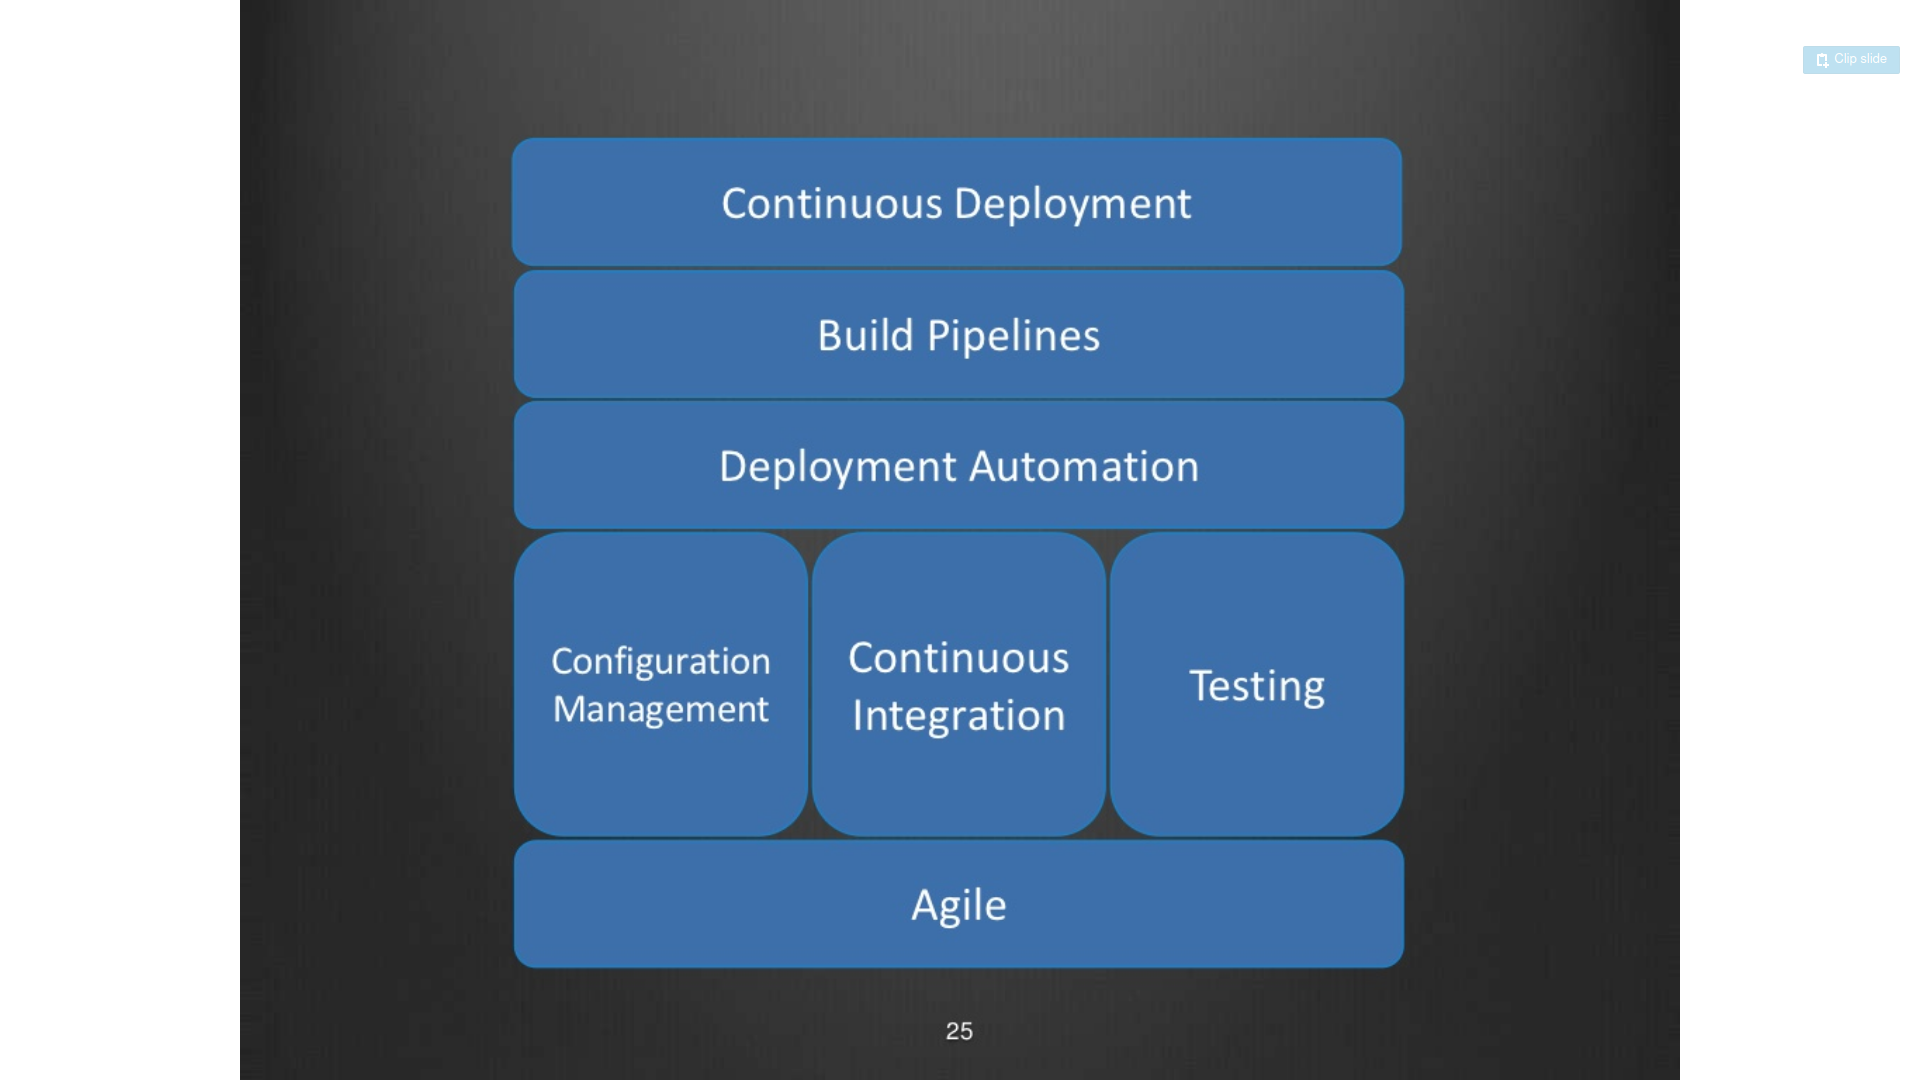 Clip slide
Continuous Deployment
Build Pipelines
Deployment Automation
Configuration
Management
Continuous
Integration
Testing
Agile
25